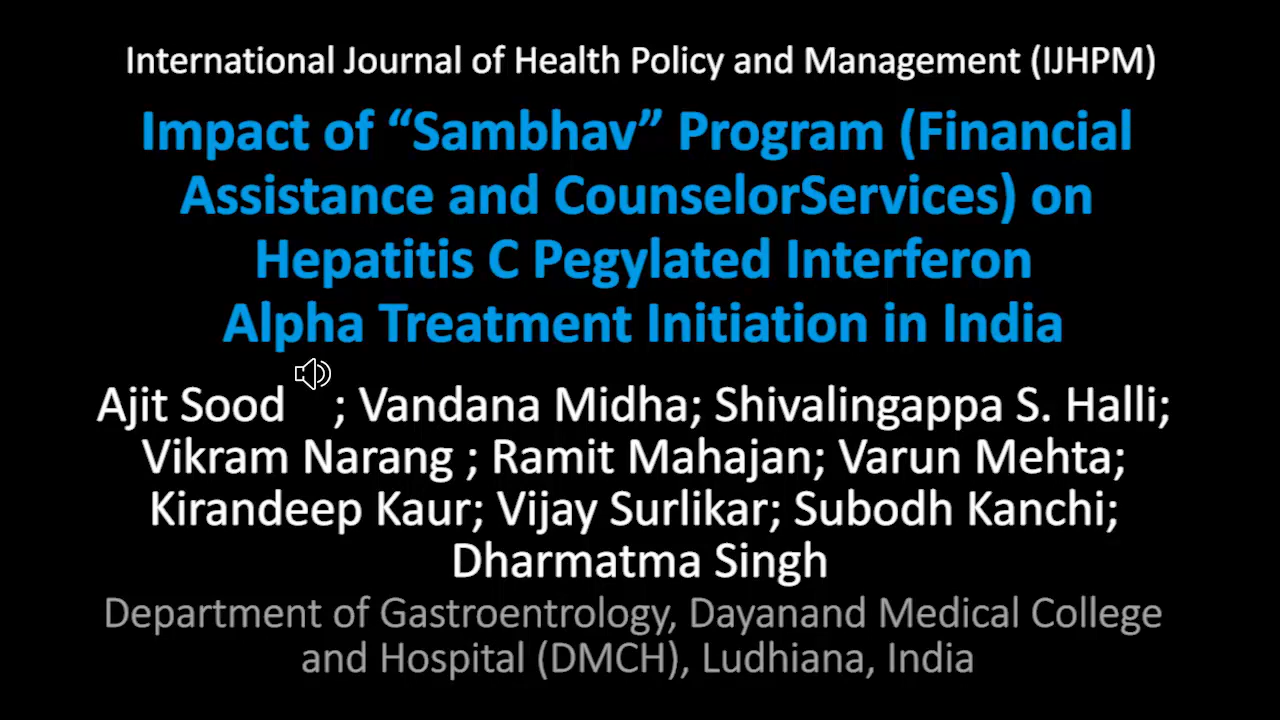 International Journal of Health Policy and Management (IJHPM)
Impact of “Sambhav” Program (Financial
Assistance and CounselorServices) on
Hepatitis C Pegylated Interferon
Alpha Treatment Initiation in India
Ajit Sood ; Vandana Midha; Shivalingappa S. Halli;
Vikram Narang ; Ramit Mahajan; Varun Mehta;
Kirandeep Kaur; Vijay Surlikar; Subodh Kanchi;
Dharmatma Singh
Department of Gastroentrology, Dayanand Medical College
and Hospital (DMCH), Ludhiana, India